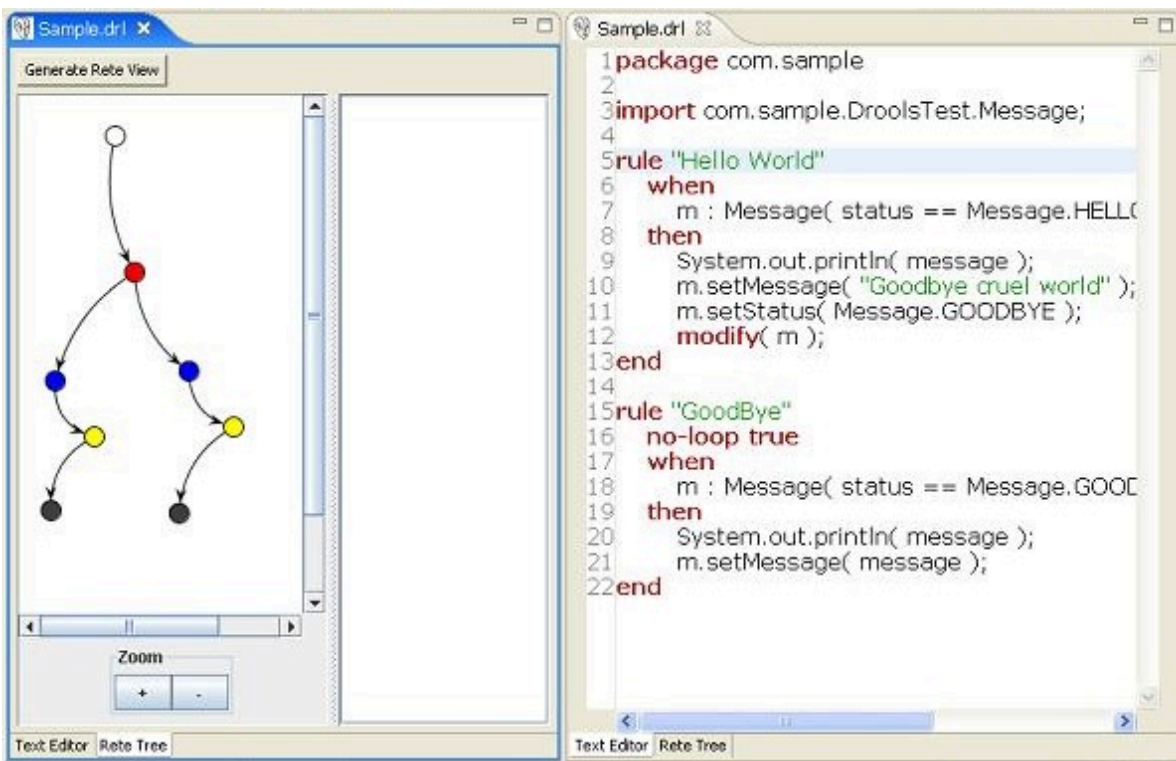 Sample.drl
Generate Rete View
Zoom
+
-
Text Editor Rete Tree
Sample.drl
1 package com.sample
2
3 import com.sample.DroolsTest.Message;
4
5 rule "Hello World"
6 when
7 m : Message( status == Message.HELLO
8 then
9 System.out.println( message );
10 m.setMessage( "Goodbye cruel world" );
11 m.setStatus( Message.GOODBYE );
12 modify( m );
13 end
14
15 rule "GoodBye"
16 no-loop true
17 when
18 m : Message( status == Message.GOOD
19 then
20 System.out.println( message );
21 m.setMessage( message );
22 end
Text Editor Rete Tree